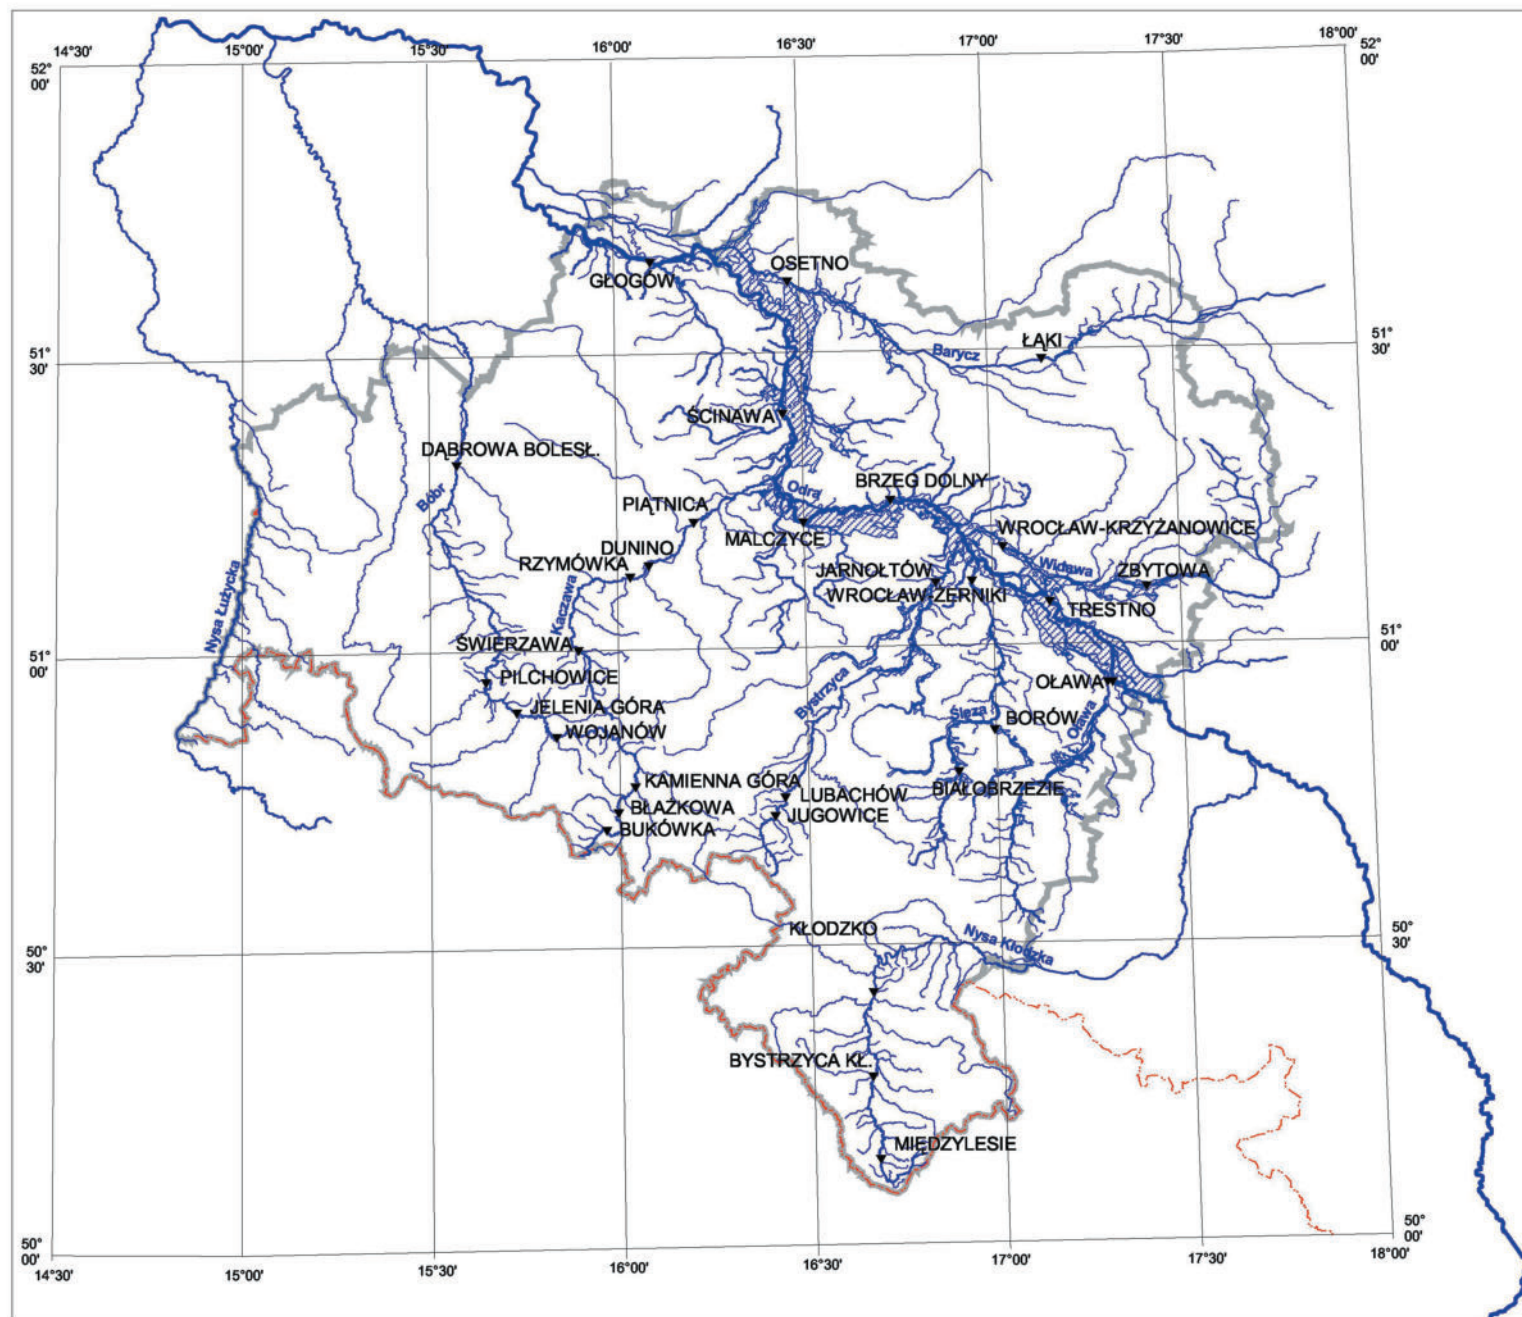 14°30'
15°00'
15°30'
16°00'
16°30'
17°00'
17°30'
18°00'
52°
00'
52°
00'
OSETNO
GŁOGÓW
51°
30'
ŁĄKI
Barycz
51°
30'
ŚCINAWA
DĄBROWA BOLESŁ.
BRZEG DOLNY
Odra
Bóbr
PIĄTNICA
MALCZYCE
WROCŁAW-KRZYŻANOWICE
DUNINO
RZYMÓWKA
JARNOŁTÓW
Widawa
ZBYTOWA
WROCŁAW-ŻERNIKI
TRESTNO
Nysa Łużycka
Kaczawa
ŚWIERZAWA
51°
00'
51°
00'
PILCHOWICE
OŁAWA
Bystrzyca
JELENIA GÓRA
Ślęza
BORÓW
Oława
WOJANÓW
KAMIENNA GÓRA
LUBACHÓW
BIAŁOBRZEZIE
BŁAŻKOWA
JUGOWICE
BUKÓWKA
KŁODZKO
Nysa Kłodzka
50°
30'
50°
30'
BYSTRZYCA KŁ.
MIĘDZYLESIE
50°
00'
50°
00'
14°30'
15°00'
15°30'
16°00'
16°30'
17°00'
17°30'
18°00'